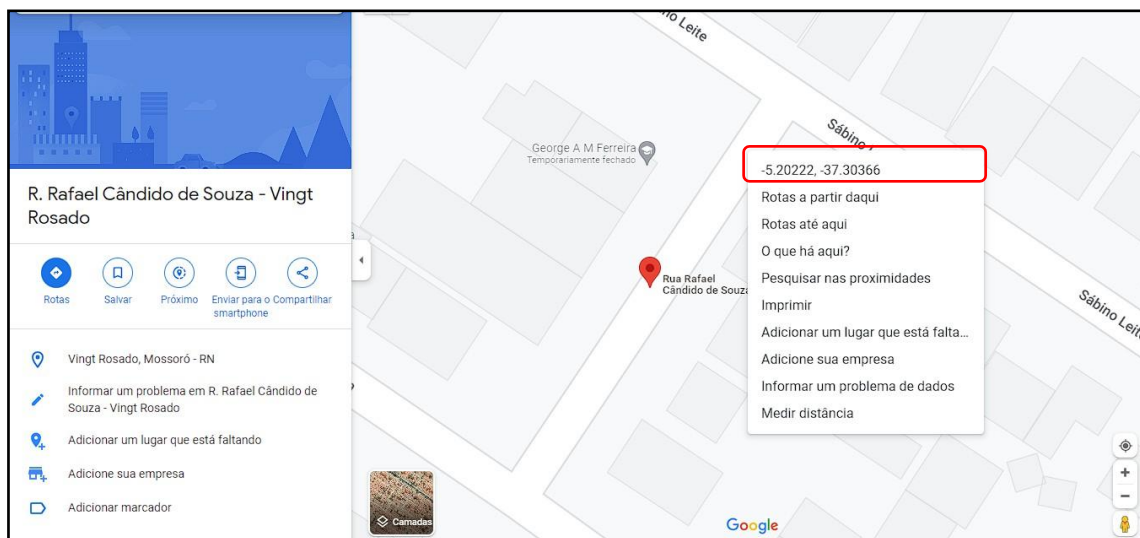 R. Rafael Cândido de Souza - Vingt
Rosado
Rotas
Salvar
Próximo
Enviar para o
smartphone
Compartilhar
Vingt Rosado, Mossoró - RN
Informar um problema em R. Rafael Cândido de
Souza - Vingt Rosado
Adicionar um lugar que está faltando
Adicione sua empresa
Adicionar marcador
Leite
George A M Ferreira
Temporariamente fechado
Rua Rafael
Cândido de Souza
-5.20222, -37.30366
Rotas a partir daqui
Rotas até aqui
O que há aqui?
Pesquisar nas proximidades
Imprimir
Adicionar um lugar que está falta...
Adicione sua empresa
Informar um problema de dados
Medir distância
Sábino Leite
Camadas
Google